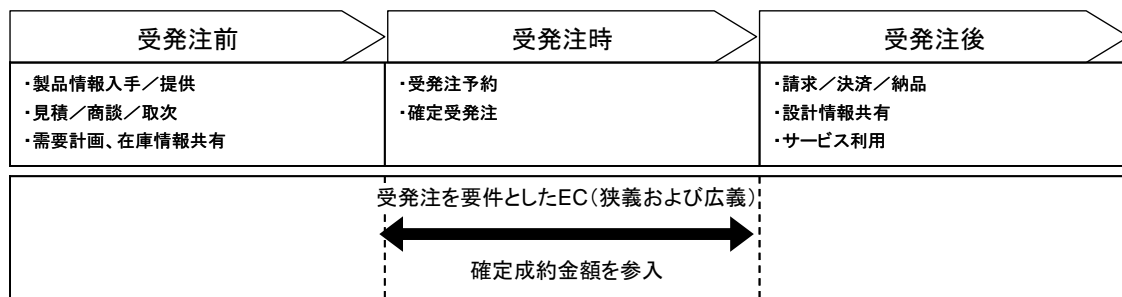 受発注前
受発注時
受発注後
・製品情報入手／提供
・見積／商談／取次
・需要計画、在庫情報共有
・受発注予約
・確定受発注
・請求／決済／納品
・設計情報共有
・サービス利用
受発注を要件としたEC（狭義および広義）
確定成約金額を参入